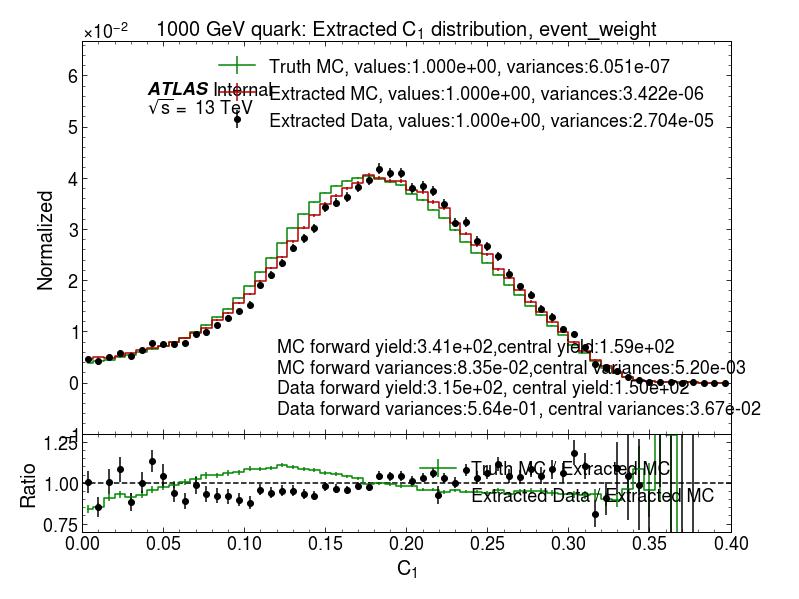 ×10⁻² 1000 GeV quark: Extracted C₁ distribution, event_weight
Truth MC, values:1.000e+00, variances:6.051e-07
ATLAS Internal
Extracted MC, values:1.000e+00, variances:3.422e-06
√s = 13 TeV
Extracted Data, values:1.000e+00, variances:2.704e-05
Normalized
6
5
4
3
2
1
0
1
MC forward yield:3.41e+02,central yield:1.59e+02
MC forward variances:8.35e-02,central variances:5.20e-03
Data forward yield:3.15e+02, central yield:1.50e+02
Data forward variances:5.64e-01, central variances:3.67e-02
Ratio
1.25
1.00
0.75
Truth MC / Extracted MC
Extracted Data / Extracted MC
0.00 0.05 0.10 0.15 0.20 0.25 0.30 0.35 0.40
C₁